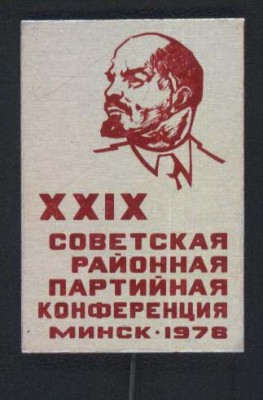 XXIX
СОВЕТСКАЯ
РАЙОННАЯ
ПАРТИЙНАЯ
КОНФЕРЕНЦИЯ
МИНСК · 1978